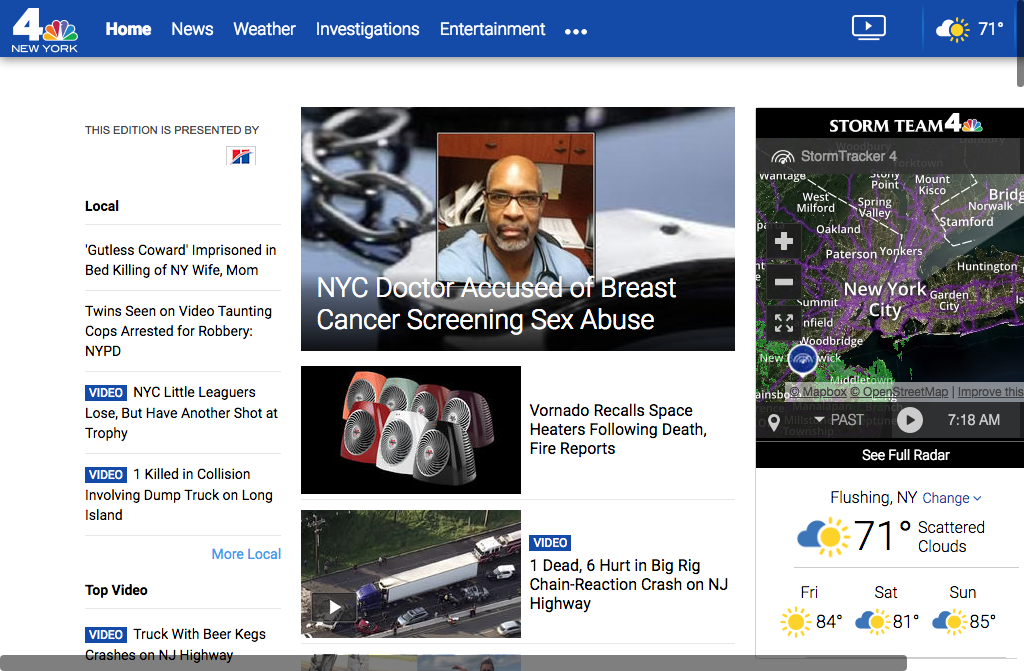 4
NEW YORK
Home News Weather Investigations Entertainment
71°
THIS EDITION IS PRESENTED BY
Local
'Gutless Coward' Imprisoned in
Bed Killing of NY Wife, Mom
Twins Seen on Video Taunting
Cops Arrested for Robbery:
NYPD
VIDEO NYC Little Leaguers
Lose, But Have Another Shot at
Trophy
VIDEO 1 Killed in Collision
Involving Dump Truck on Long
Island
More Local
Top Video
VIDEO Truck With Beer Kegs
Crashes on NJ Highway
NYC Doctor Accused of Breast
Cancer Screening Sex Abuse
Vornado Recalls Space
Heaters Following Death,
Fire Reports
VIDEO
1 Dead, 6 Hurt in Big Rig
Chain-Reaction Crash on NJ
Highway
STORM TEAM 4
StormTracker 4
Yorktown
Wantage
Stony
Point
Mount
Kisco
West
Milford
Spring
Valley
Norwalk
Stamford
Oakland
Paterson
Yonkers
Huntington
New York
City
Garden
City
Woodbridge
Middletown
© Mapbox © OpenStreetMap | Improve this
PAST
7:18 AM
See Full Radar
Flushing, NY Change
71° Scattered
Clouds
Fri Sat Sun
84° 81° 85°